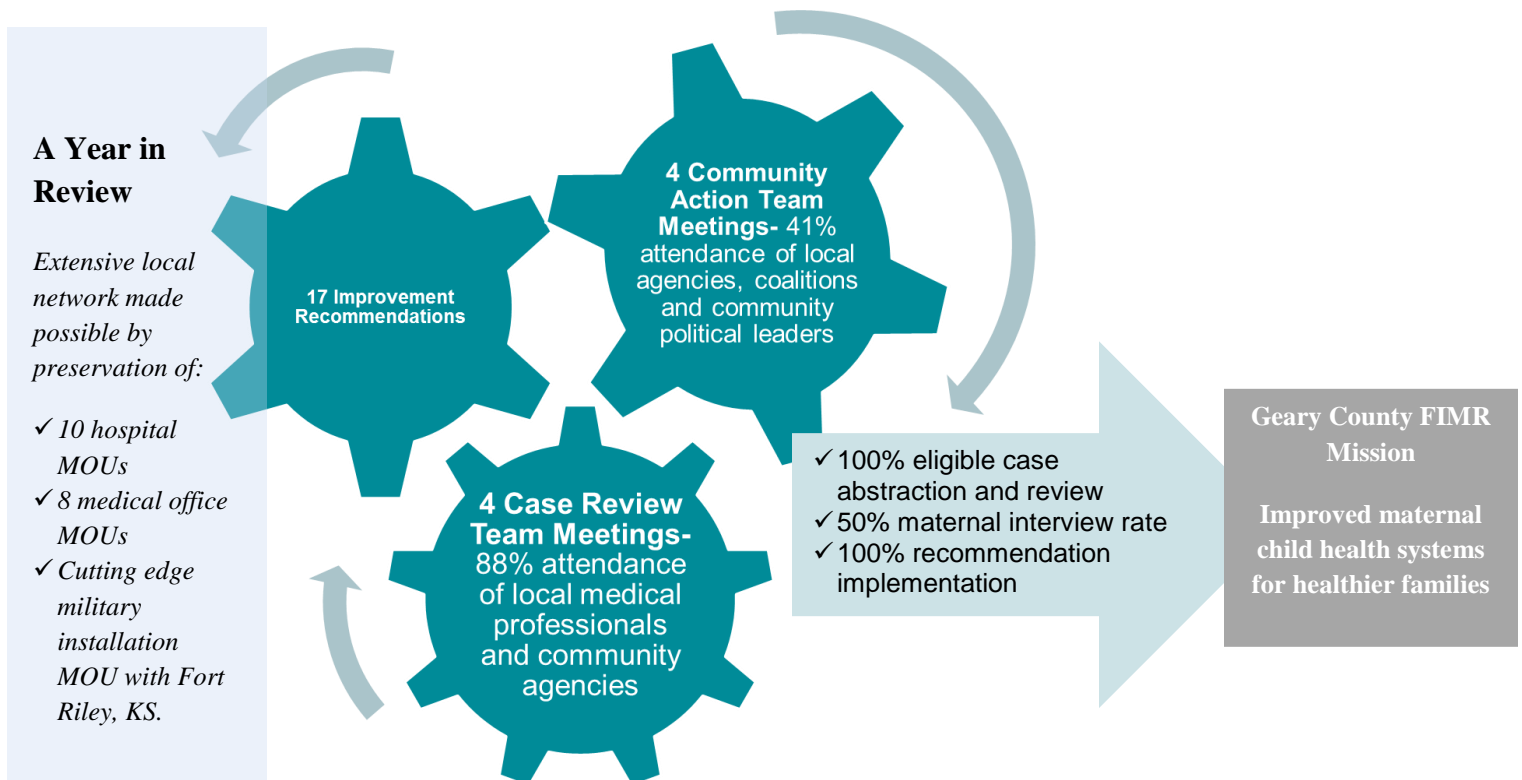 A Year in
Review
Extensive local
network made
possible by
preservation of:
✓ 10 hospital
MOUs
✓ 8 medical office
MOUs
✓ Cutting edge
military
installation
MOU with Fort
Riley, KS.
17 Improvement
Recommendations
4 Community
Action Team
Meetings- 41%
attendance of local
agencies, coalitions
and community
political leaders
4 Case Review
Team Meetings-
88% attendance
of local medical
professionals
and community
agencies
✓ 100% eligible case
abstraction and review
✓ 50% maternal interview rate
✓ 100% recommendation
implementation
Geary County FIMR
Mission
Improved maternal
child health systems
for healthier families